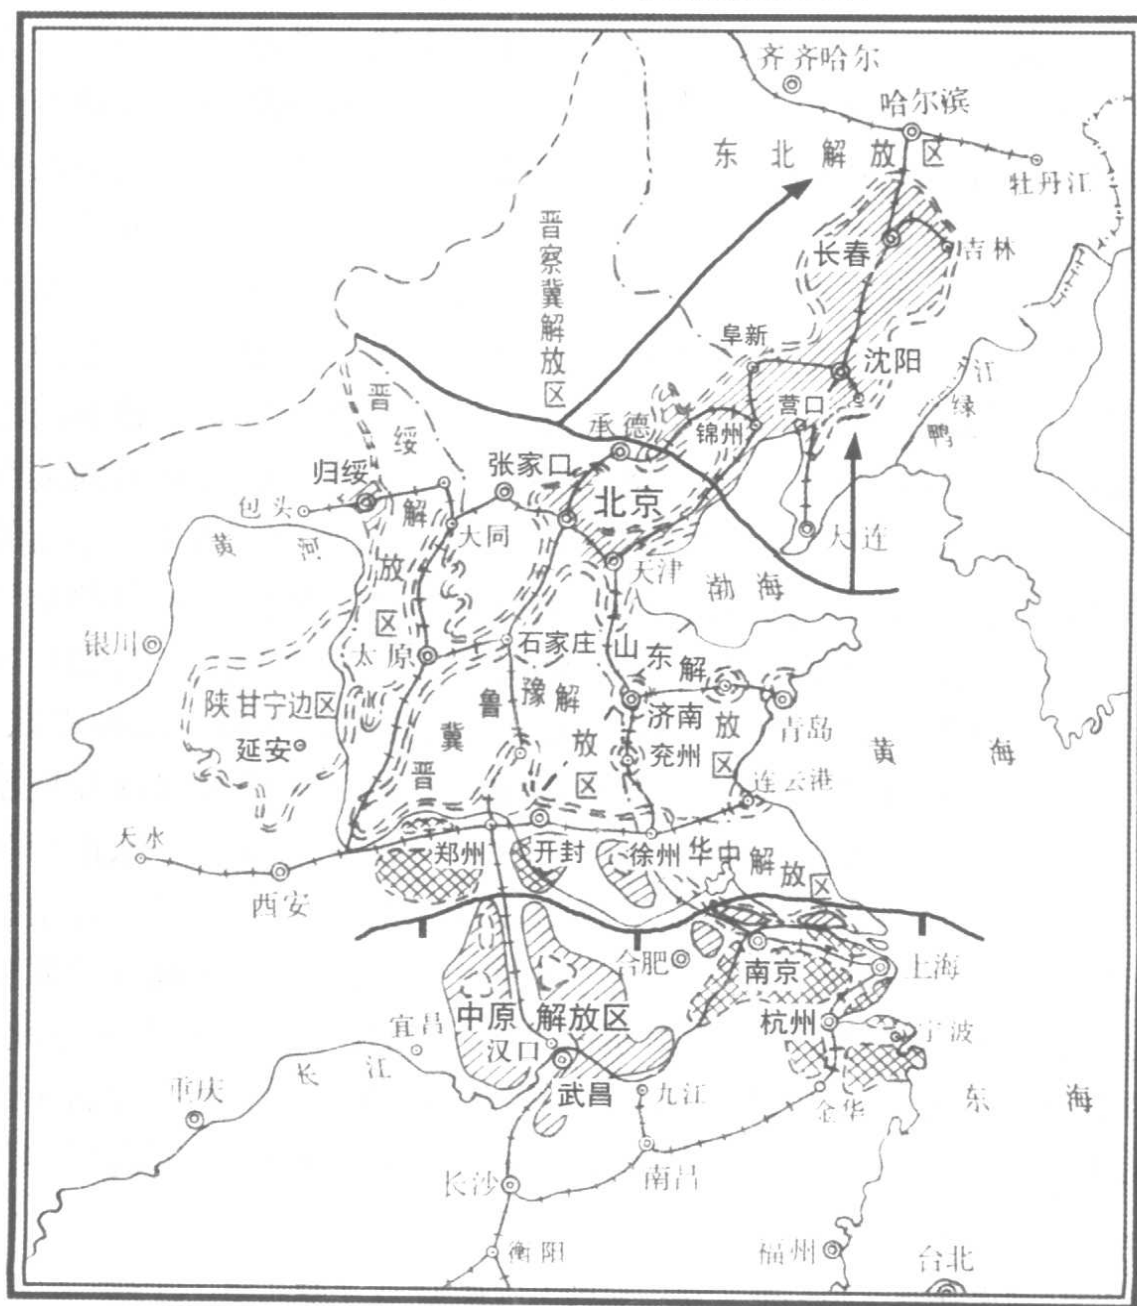 齐齐哈尔
哈尔滨
东北解放区
牡丹江
晋察冀解放区
长春
吉林
阜新
沈阳
鸭绿江
营口
锦州
承德
晋绥解放区
张家口
归绥
北京
包头
大同
黄河
大连
天津
渤海
银川
石家庄
太原
山东解放区
陕甘宁边区
晋冀鲁豫解放区
济南
青岛
延安
兖州
黄海
连云港
天水
郑州
开封
徐州
华中解放区
西安
合肥
南京
上海
中原解放区
杭州
宁波
宜昌
汉口
长江
武昌
重庆
九江
金华
东海
长沙
南昌
衡阳
福州
台北